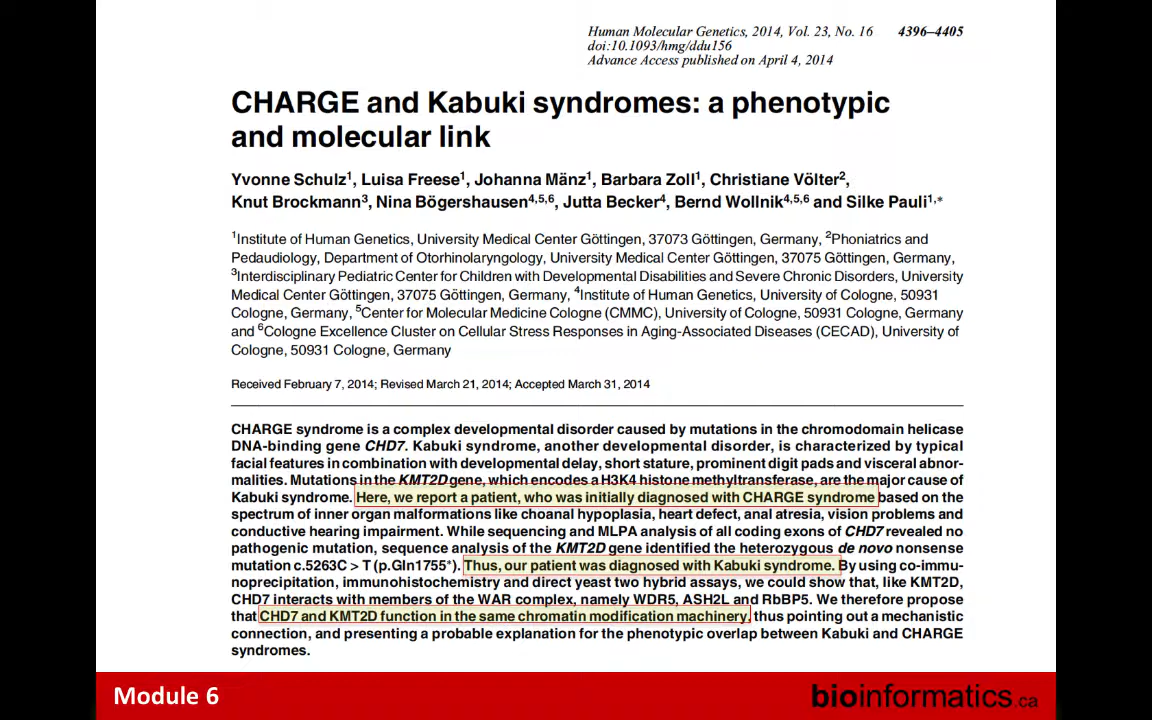 Human Molecular Genetics, 2014, Vol. 23, No. 16 4396–4405
doi:10.1093/hmg/ddu156
Advance Access published on April 4, 2014
CHARGE and Kabuki syndromes: a phenotypic
and molecular link
Yvonne Schulz1, Luisa Freese1, Johanna Mänz1, Barbara Zoll1, Christiane Völter2,
Knut Brockmann3, Nina Bögershausen4,5,6, Jutta Becker4, Bernd Wollnik4,5,6 and Silke Pauli1,*
1Institute of Human Genetics, University Medical Center Göttingen, 37073 Göttingen, Germany, 2Phoniatrics and
Pedaudiology, Department of Otorhinolaryngology, University Medical Center Göttingen, 37075 Göttingen, Germany,
3Interdisciplinary Pediatric Center for Children with Developmental Disabilities and Severe Chronic Disorders, University
Medical Center Göttingen, 37075 Göttingen, Germany, 4Institute of Human Genetics, University of Cologne, 50931
Cologne, Germany, 5Center for Molecular Medicine Cologne (CMMC), University of Cologne, 50931 Cologne, Germany
and 6Cologne Excellence Cluster on Cellular Stress Responses in Aging-Associated Diseases (CECAD), University of
Cologne, 50931 Cologne, Germany
Received February 7, 2014; Revised March 21, 2014; Accepted March 31, 2014
CHARGE syndrome is a complex developmental disorder caused by mutations in the chromodomain helicase
DNA-binding gene CHD7. Kabuki syndrome, another developmental disorder, is characterized by typical
facial features in combination with developmental delay, short stature, prominent digit pads and visceral abnor-
malities. Mutations in the KMT2D gene, which encodes a H3K4 histone methyltransferase, are the major cause of
Kabuki syndrome. Here, we report a patient, who was initially diagnosed with CHARGE syndrome based on the
spectrum of inner organ malformations like choanal hypoplasia, heart defect, anal atresia, vision problems and
conductive hearing impairment. While sequencing and MLPA analysis of all coding exons of CHD7 revealed no
pathogenic mutation, sequence analysis of the KMT2D gene identified the heterozygous de novo nonsense
mutation c.5263C > T (p.Gln1755*). Thus, our patient was diagnosed with Kabuki syndrome. By using co-immu-
noprecipitation, immunohistochemistry and direct yeast two hybrid assays, we could show that, like KMT2D,
CHD7 interacts with members of the WAR complex, namely WDR5, ASH2L and RbBP5. We therefore propose
that CHD7 and KMT2D function in the same chromatin modification machinery, thus pointing out a mechanistic
connection, and presenting a probable explanation for the phenotypic overlap between Kabuki and CHARGE
syndromes.
Module 6
bioinformatics.ca